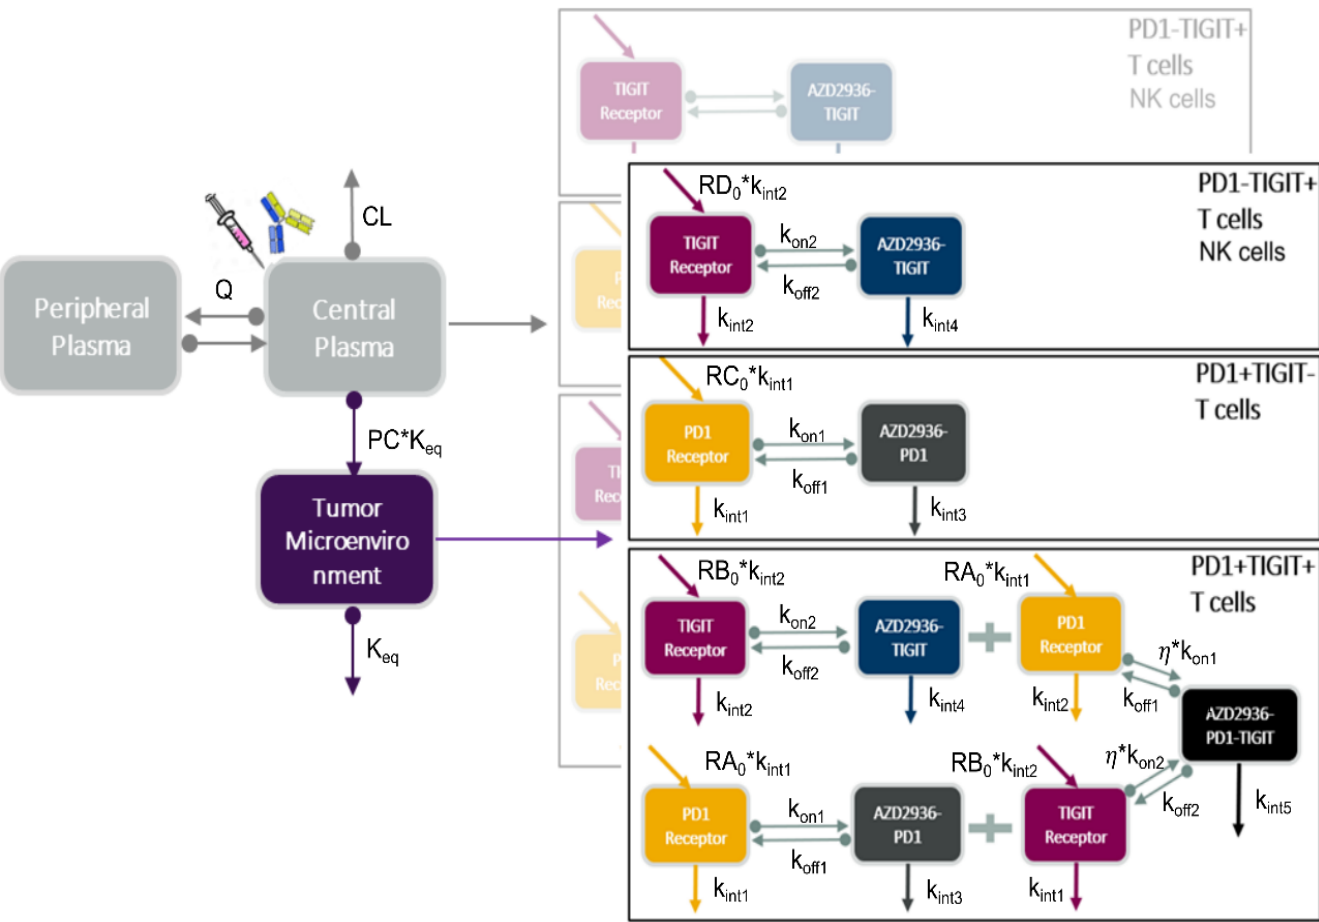 PD1-TIGIT+
T cells
NK cells
TIGIT
Receptor
AZD2936-
TIGIT
PD1-TIGIT+
T cells
NK cells
RD0*kint2
TIGIT
Receptor
kon2
koff2
AZD2936-
TIGIT
kint2
kint4
CL
Q
Peripheral
Plasma
Central
Plasma
PC*Keq
Tumor
Microenviro
nment
Keq
PD1+TIGIT-
T cells
RC0*kint1
PD1
Receptor
kon1
koff1
AZD2936-
PD1
kint1
kint3
PD1+TIGIT+
T cells
RB0*kint2
TIGIT
Receptor
kon2
koff2
AZD2936-
TIGIT
kint2
kint4
RA0*kint1
PD1
Receptor
η*kon1
koff1
kint2
AZD2936-
PD1-TIGIT
kint5
RA0*kint1
PD1
Receptor
kon1
koff1
AZD2936-
PD1
kint1
kint3
RB0*kint2
TIGIT
Receptor
η*kon2
koff2
kint1